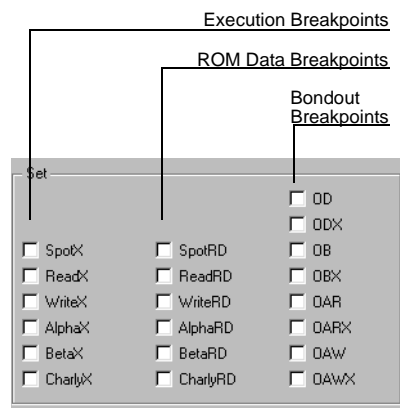 Execution Breakpoints
ROM Data Breakpoints
Bondout
Breakpoints
Set
OD
ODX
SpotX SpotRD OB
ReadX ReadRD OBX
WriteX WriteRD OAR
AlphaX AlphaRD OARX
BetaX BetaRD OAW
CharlyX CharlyRD OAWX